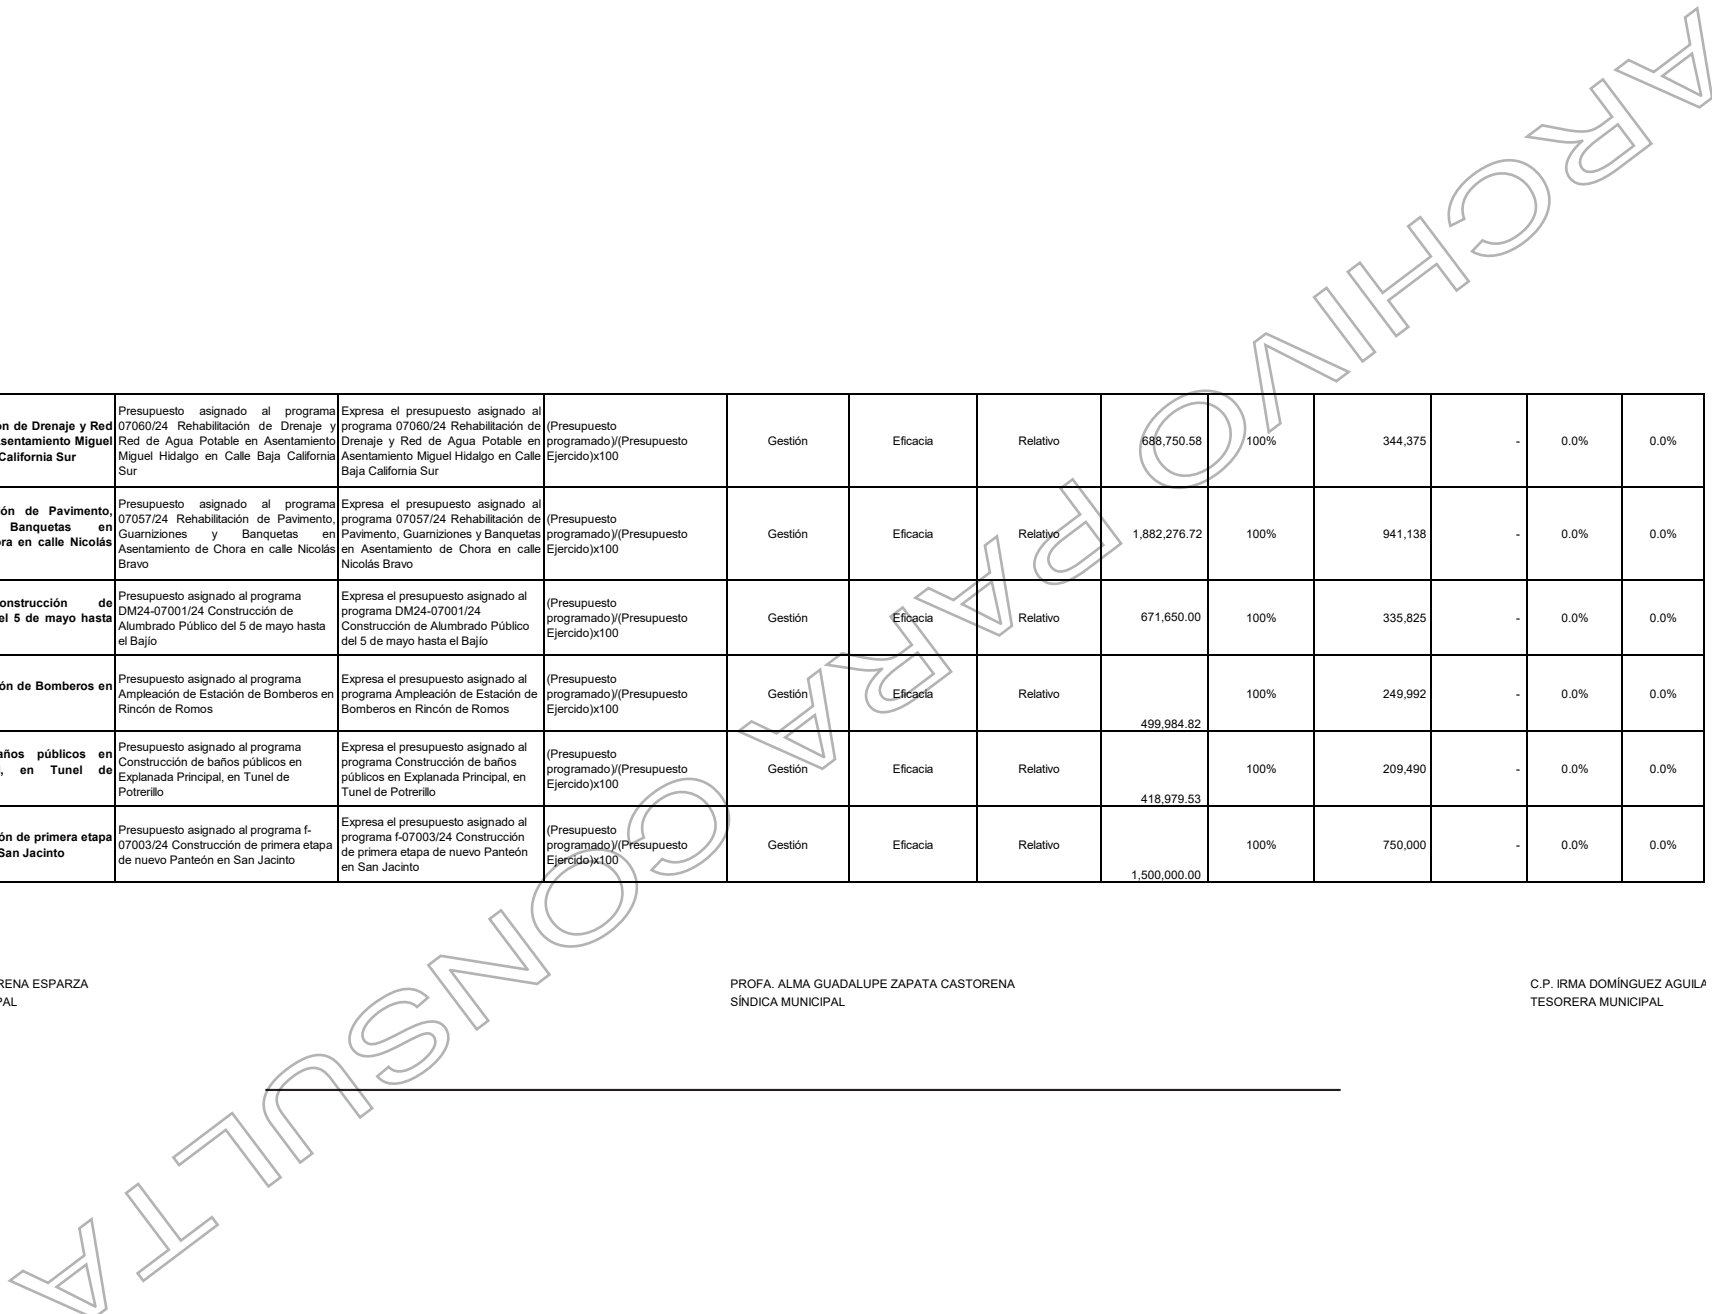 ón de Drenaje y Red
Asentamiento Miguel
California Sur
Presupuesto asignado al programa
07060/24 Rehabilitación de Drenaje y
Red de Agua Potable en Asentamiento
Miguel Hidalgo en Calle Baja California
Sur
Expresa el presupuesto asignado al
programa 07060/24 Rehabilitación de
Drenaje y Red de Agua Potable en
Asentamiento Miguel Hidalgo en Calle
Baja California Sur
(Presupuesto
programado)/(Presupuesto
Ejercido)x100
Gestión
Eficacia
Relativo
688,750.58
100%
344,375
-
0.0%
0.0%
ón de Pavimento,
Banquetas en
ora en calle Nicolás
Presupuesto asignado al programa
07057/24 Rehabilitación de Pavimento,
Guarniziones y Banquetas en
Asentamiento de Chora en calle Nicolás
Bravo
Expresa el presupuesto asignado al
programa 07057/24 Rehabilitación de
Pavimento, Guarniziones y Banquetas
en Asentamiento de Chora en calle
Nicolás Bravo
(Presupuesto
programado)/(Presupuesto
Ejercido)x100
Gestión
Eficacia
Relativo
1,882,276.72
100%
941,138
-
0.0%
0.0%
onstrucción de
el 5 de mayo hasta
Presupuesto asignado al programa
DM24-07001/24 Construcción de
Alumbrado Público del 5 de mayo hasta
el Bajío
Expresa el presupuesto asignado al
programa DM24-07001/24
Construcción de Alumbrado Público
del 5 de mayo hasta el Bajío
(Presupuesto
programado)/(Presupuesto
Ejercido)x100
Gestión
Eficacia
Relativo
671,650.00
100%
335,825
-
0.0%
0.0%
ón de Bomberos en
Presupuesto asignado al programa
Ampleación de Estación de Bomberos en
Rincón de Romos
Expresa el presupuesto asignado al
programa Ampleación de Estación de
Bomberos en Rincón de Romos
(Presupuesto
programado)/(Presupuesto
Ejercido)x100
Gestión
Eficacia
Relativo
499,984.82
100%
249,992
-
0.0%
0.0%
años públicos en
, en Tunel de
Presupuesto asignado al programa
Construcción de baños públicos en
Explanada Principal, en Tunel de
Potrerillo
Expresa el presupuesto asignado al
programa Construcción de baños
públicos en Explanada Principal, en
Tunel de Potrerillo
(Presupuesto
programado)/(Presupuesto
Ejercido)x100
Gestión
Eficacia
Relativo
418,979.53
100%
209,490
-
0.0%
0.0%
ón de primera etapa
San Jacinto
Presupuesto asignado al programa f-
07003/24 Construcción de primera etapa
de nuevo Panteón en San Jacinto
Expresa el presupuesto asignado al
programa f-07003/24 Construcción
de primera etapa de nuevo Panteón
en San Jacinto
(Presupuesto
programado)/(Presupuesto
Ejercido)x100
Gestión
Eficacia
Relativo
1,500,000.00
100%
750,000
-
0.0%
0.0%
RENA ESPARZA
PAL
PROFA. ALMA GUADALUPE ZAPATA CASTORENA
SÍNDICA MUNICIPAL
C.P. IRMA DOMÍNGUEZ AGUILA
TESORERA MUNICIPAL
ARCHIVO PARA CONSULTA